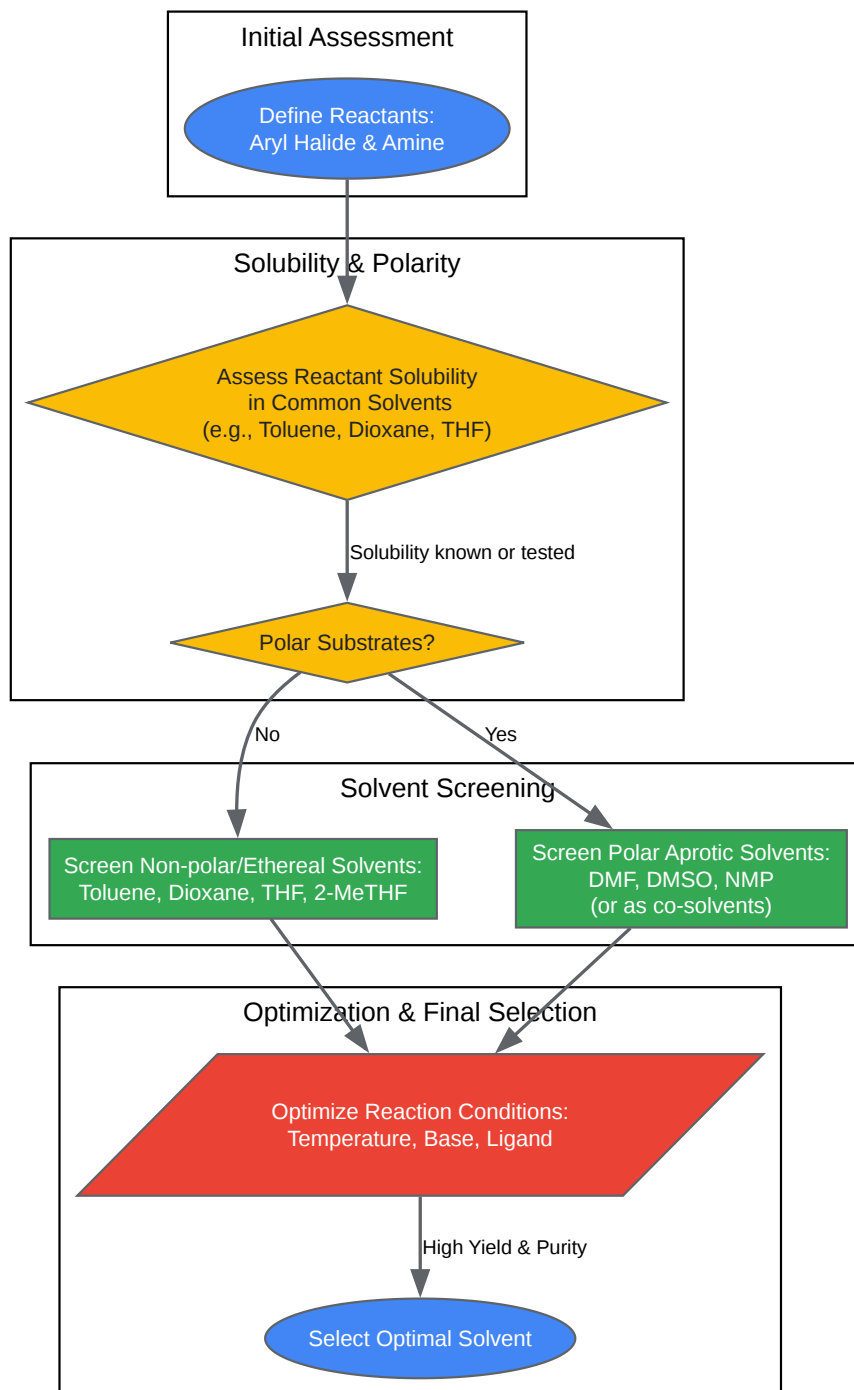 Initial Assessment
Define Reactants:
Aryl Halide & Amine
Solubility & Polarity
Assess Reactant Solubility
in Common Solvents
(e.g., Toluene, Dioxane, THF)
Solubility known or tested
Polar Substrates?
No
Yes
Solvent Screening
Screen Non-polar/Ethereal Solvents:
Toluene, Dioxane, THF, 2-MeTHF
Screen Polar Aprotic Solvents:
DMF, DMSO, NMP
(or as co-solvents)
Optimization & Final Selection
Optimize Reaction Conditions:
Temperature, Base, Ligand
High Yield & Purity
Select Optimal Solvent